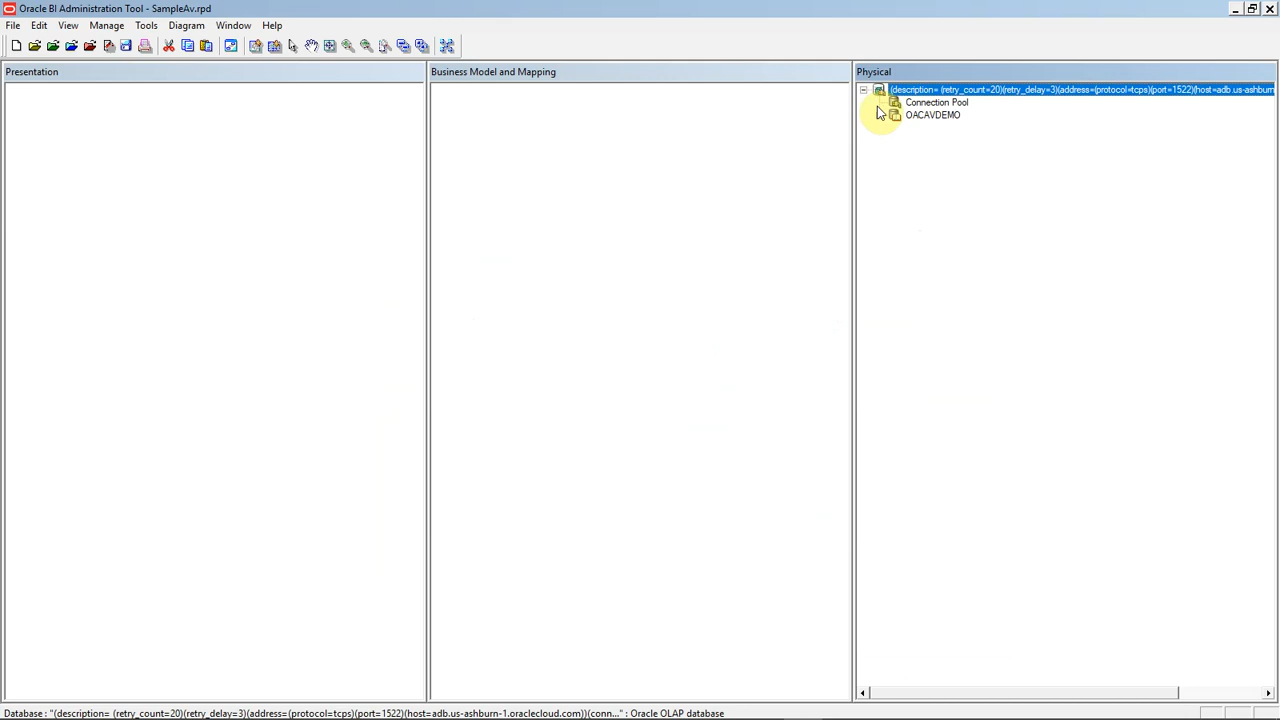 Oracle BI Administration Tool - SampleAv.rpd
File Edit View Manage Tools Diagram Window Help
Presentation
Business Model and Mapping
Physical
(description= (retry_count=20)(retry_delay=3)(address=(protocol=tcps)(port=1522)(host=adb.us-ashburn
Connection Pool
OACAVDEMO
Database : "(description= (retry_count=20)(retry_delay=3)(address=(protocol=tcps)(port=1522)(host=adb.us-ashburn-1.oraclecloud.com))(conn..." : Oracle OLAP database